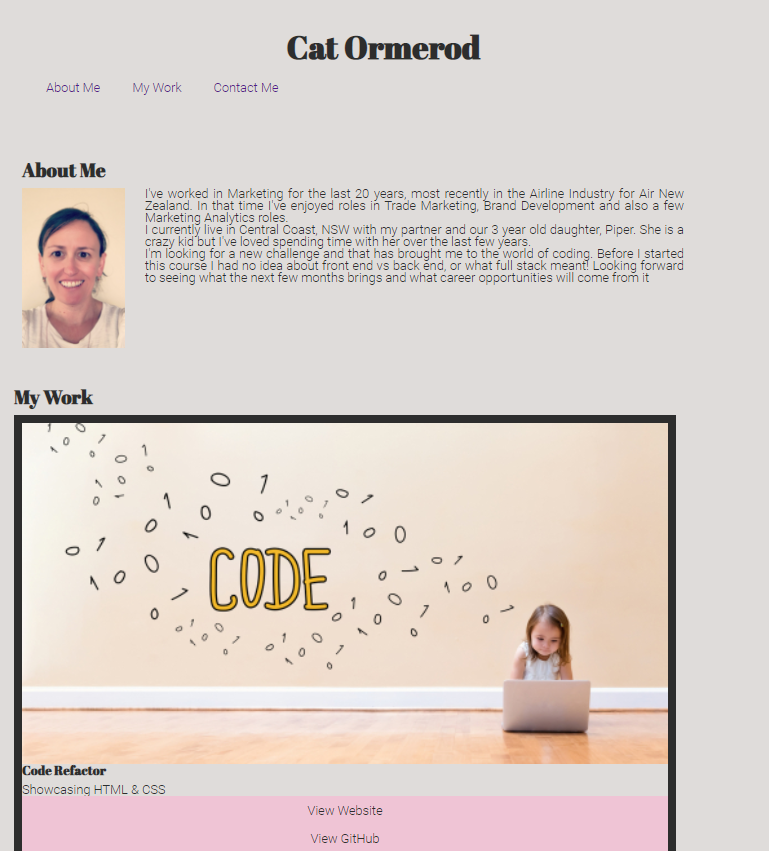 Cat Ormerod
About Me My Work Contact Me
About Me
I've worked in Marketing for the last 20 years, most recently in the Airline Industry for Air New
Zealand. In that time I've enjoyed roles in Trade Marketing, Brand Development and also a few
Marketing Analytics roles.
I currently live in Central Coast, NSW with my partner and our 3 year old daughter, Piper. She is a
crazy kid but I've loved spending time with her over the last few years.
I'm looking for a new challenge and that has brought me to the world of coding. Before I started
this course I had no idea about front end vs back end, or what full stack meant! Looking forward
to seeing what the next few months brings and what career opportunities will come from it
My Work
CODE
Code Refactor
Showcasing HTML & CSS
View Website
View GitHub